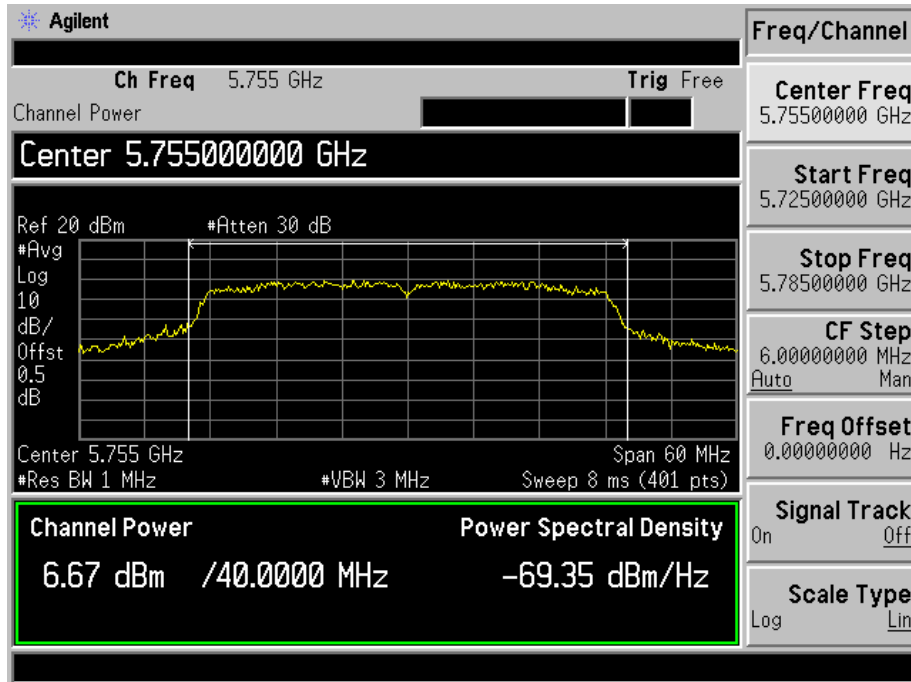 Agilent
Freq/Channel
Ch Freq 5.755 GHz Trig Free
Channel Power
Center 5.755000000 GHz
Ref 20 dBm #Atten 30 dB
#Avg
Log
10
dB/
Offst
0.5
dB
Center 5.755 GHz Span 60 MHz
#Res BW 1 MHz #VBW 3 MHz Sweep 8 ms (401 pts)
Channel Power Power Spectral Density
6.67 dBm /40.0000 MHz -69.35 dBm/Hz
Center Freq
5.75500000 GHz
Start Freq
5.72500000 GHz
Stop Freq
5.78500000 GHz
CF Step
6.00000000 MHz
Auto Man
Freq Offset
0.00000000 Hz
Signal Track
On Off
Scale Type
Log Lin